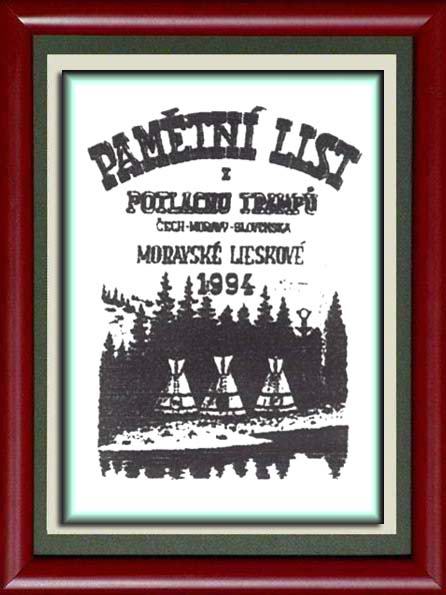 PAMĚTNÍ LIST
z
POTLACHU TRAMPŮ
ČECH-MORAVY-SLOVENSKA
MORAVSKÉ LIESKOVÉ
1994